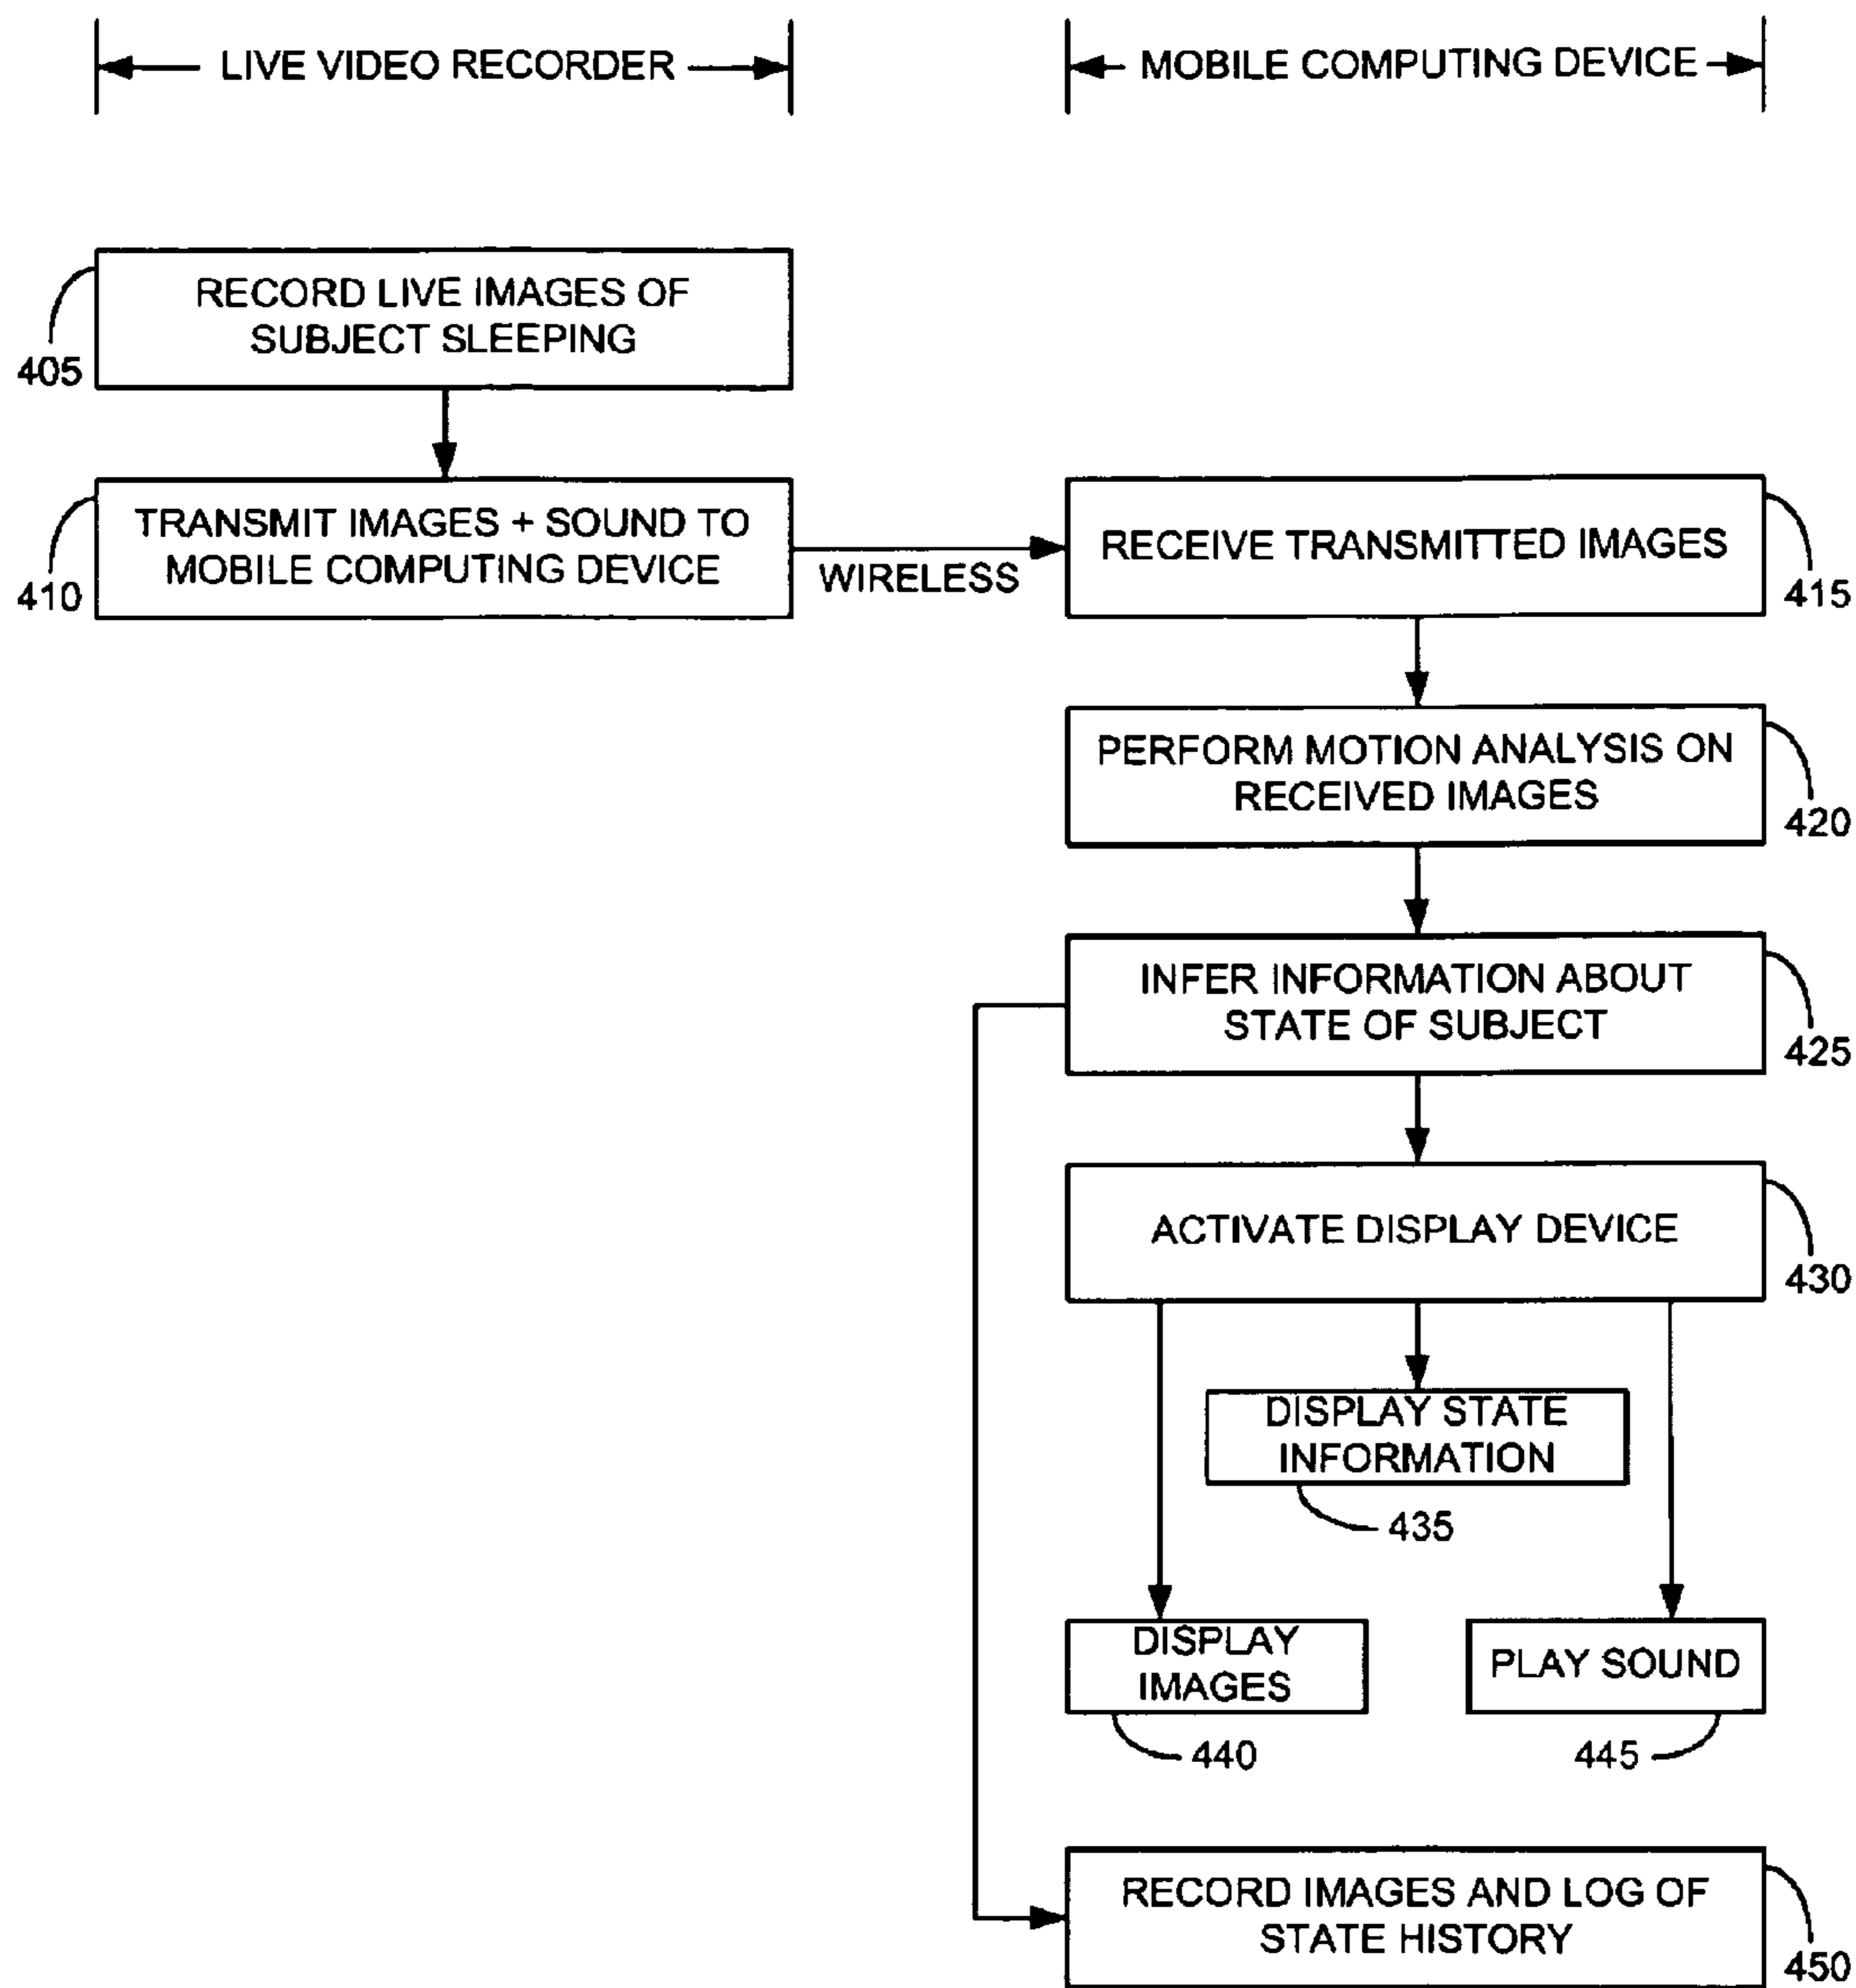 LIVE VIDEO RECORDER
MOBILE COMPUTING DEVICE
RECORD LIVE IMAGES OF
SUBJECT SLEEPING
405
TRANSMIT IMAGES + SOUND TO
MOBILE COMPUTING DEVICE
410
WIRELESS
RECEIVE TRANSMITTED IMAGES
415
PERFORM MOTION ANALYSIS ON
RECEIVED IMAGES
420
INFER INFORMATION ABOUT
STATE OF SUBJECT
425
ACTIVATE DISPLAY DEVICE
430
DISPLAY STATE
INFORMATION
435
DISPLAY
IMAGES
440
PLAY SOUND
445
RECORD IMAGES AND LOG OF
STATE HISTORY
450